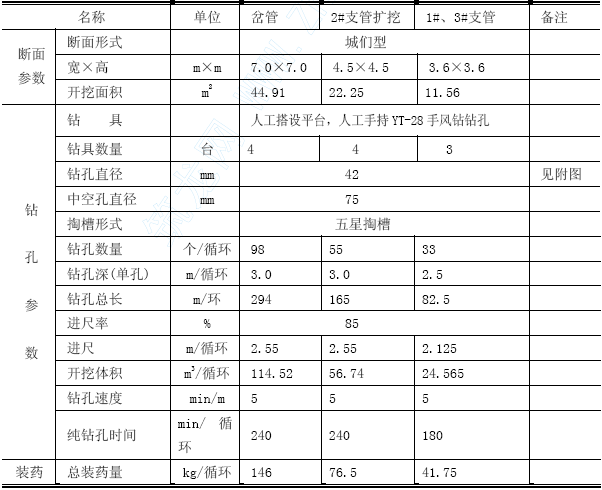 名称 单位 岔管 2#支管扩挖 1#、3#支管 备注
断面参数 断面形式 城们型
宽×高 m×m 7.0×7.0 4.5×4.5 3.6×3.6
开挖面积 m² 44.91 22.25 11.56
钻孔参数 钻 具 人工搭设平台，人工手持YT-28手风钻钻孔
钻具数量 台 4 4 3
钻孔直径 mm 42 见附图
中空孔直径 mm 75
掏槽形式 五星掏槽
钻孔数量 个/循环 98 55 33
钻孔深(单孔) m/循环 3.0 3.0 2.5
钻孔总长 m/环 294 165 82.5
进尺率 % 85
进尺 m/循环 2.55 2.55 2.125
开挖体积 m³/循环 114.52 56.74 24.565
钻孔速度 min/m 5 5 5
纯钻孔时间 min/ 循环 240 240 180
装药 总装药量 kg/循环 146 76.5 41.75